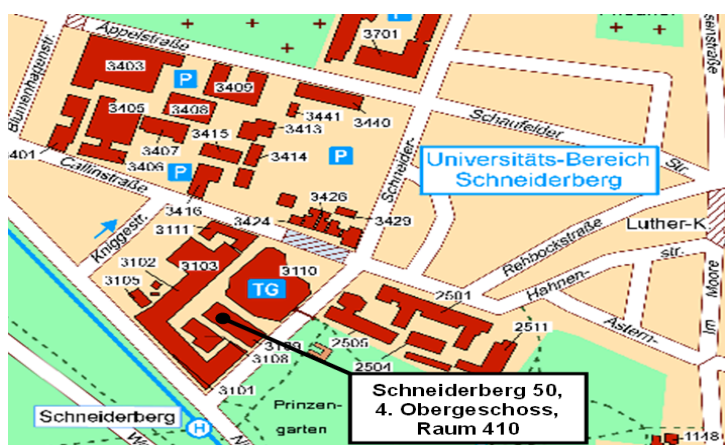 Appelstraße
3701
3403
P
3409
3408
3405
3441
3440
3413
3415
3407
3414
3406
P
P
Callinstraße
Blumenhagenstr.
3416
3424
3426
3429
Schneider-
Schaufelder
Str.
Universitäts-Bereich
Schneiderberg
Luther-K
Kniggestr.
3111
3102
3103
3105
3110
TG
Rehbockstraße
Hahnen-
str.
Astern-
Im
Moore
2501
2511
2505
2504
3108
3101
Prinzen-
garten
Schneiderberg
H
Schneiderberg 50,
4. Obergeschoss,
Raum 410